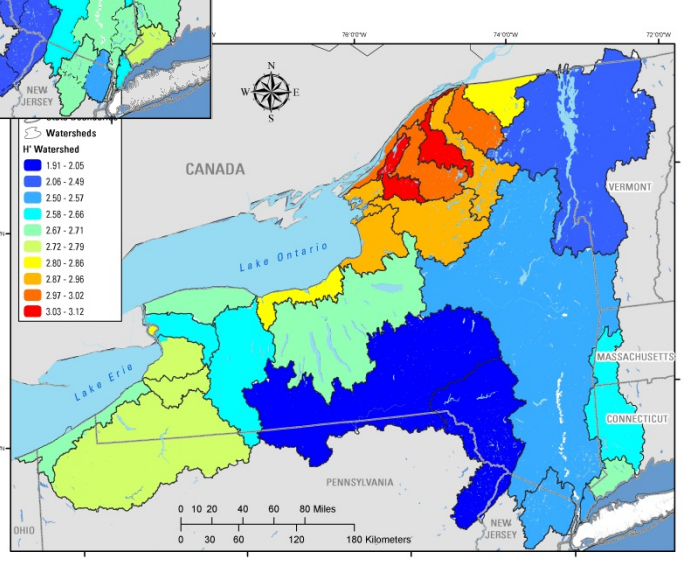 NEW
JERSEY
76°0'0"W
74°0'0"W
72°0'0"W
N
W
E
S
Watersheds
H' Watershed
1.91 - 2.05
2.06 - 2.49
2.50 - 2.57
2.58 - 2.66
2.67 - 2.71
2.72 - 2.79
2.80 - 2.86
2.87 - 2.96
2.97 - 3.02
3.03 - 3.12
CANADA
VERMONT
Lake Ontario
Lake Erie
MASSACHUSETTS
CONNECTICUT
PENNSYLVANIA
OHIO
NEW
JERSEY
0 10 20 40 60 80 Miles
0 30 60 120 180 Kilometers